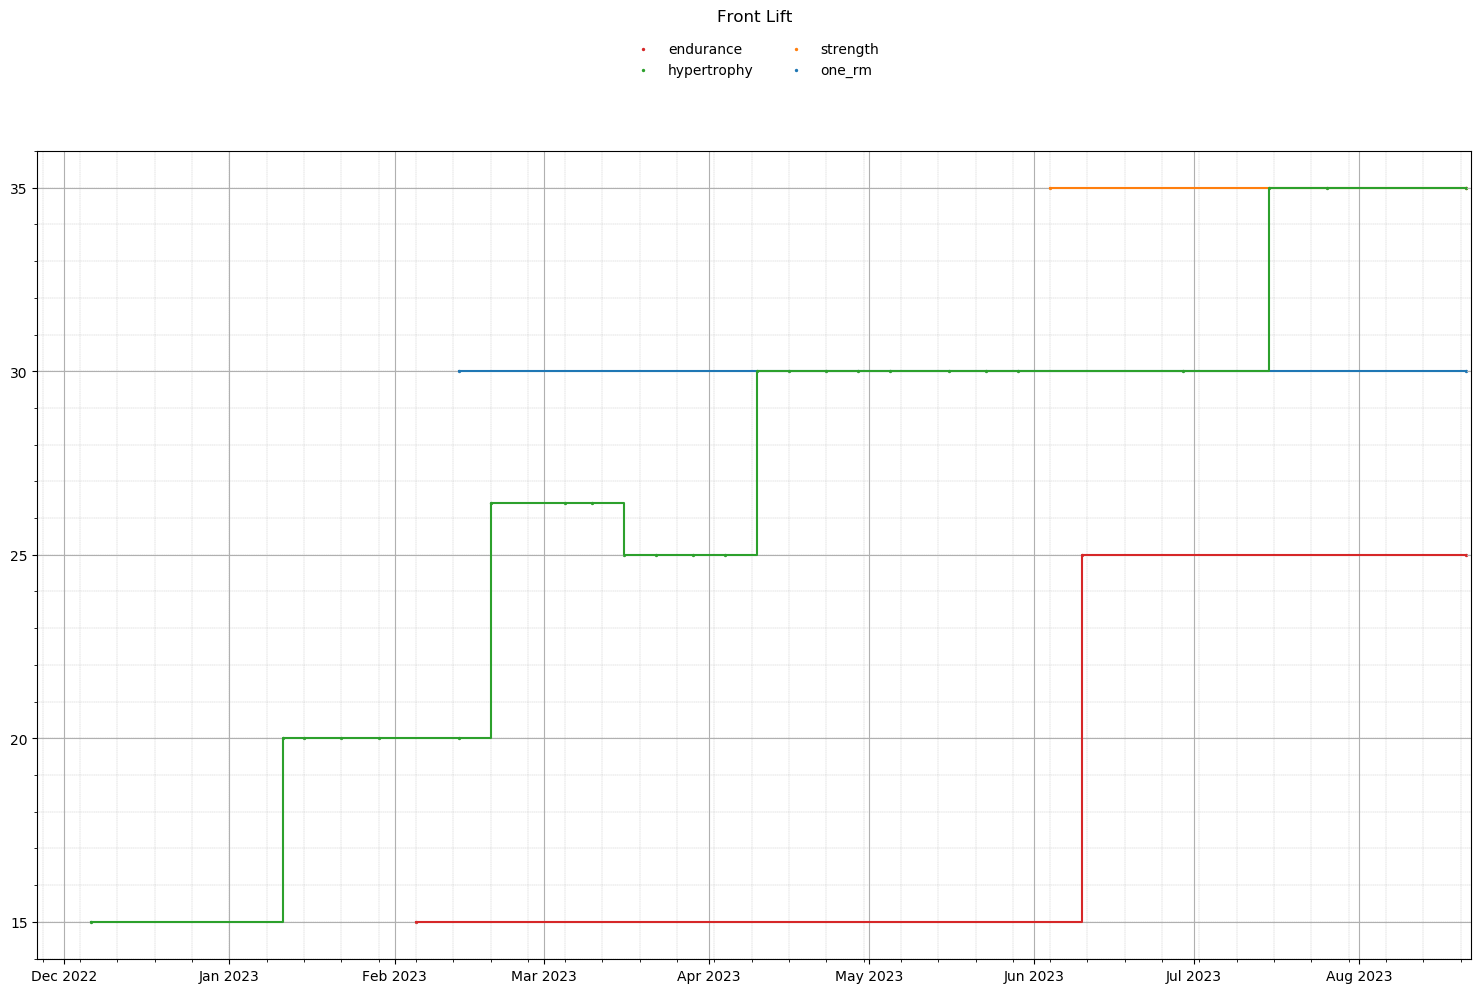 Front Lift
endurance strength
hypertrophy one_rm
35
30
25
20
15
Dec 2022 Jan 2023 Feb 2023 Mar 2023 Apr 2023 May 2023 Jun 2023 Jul 2023 Aug 2023